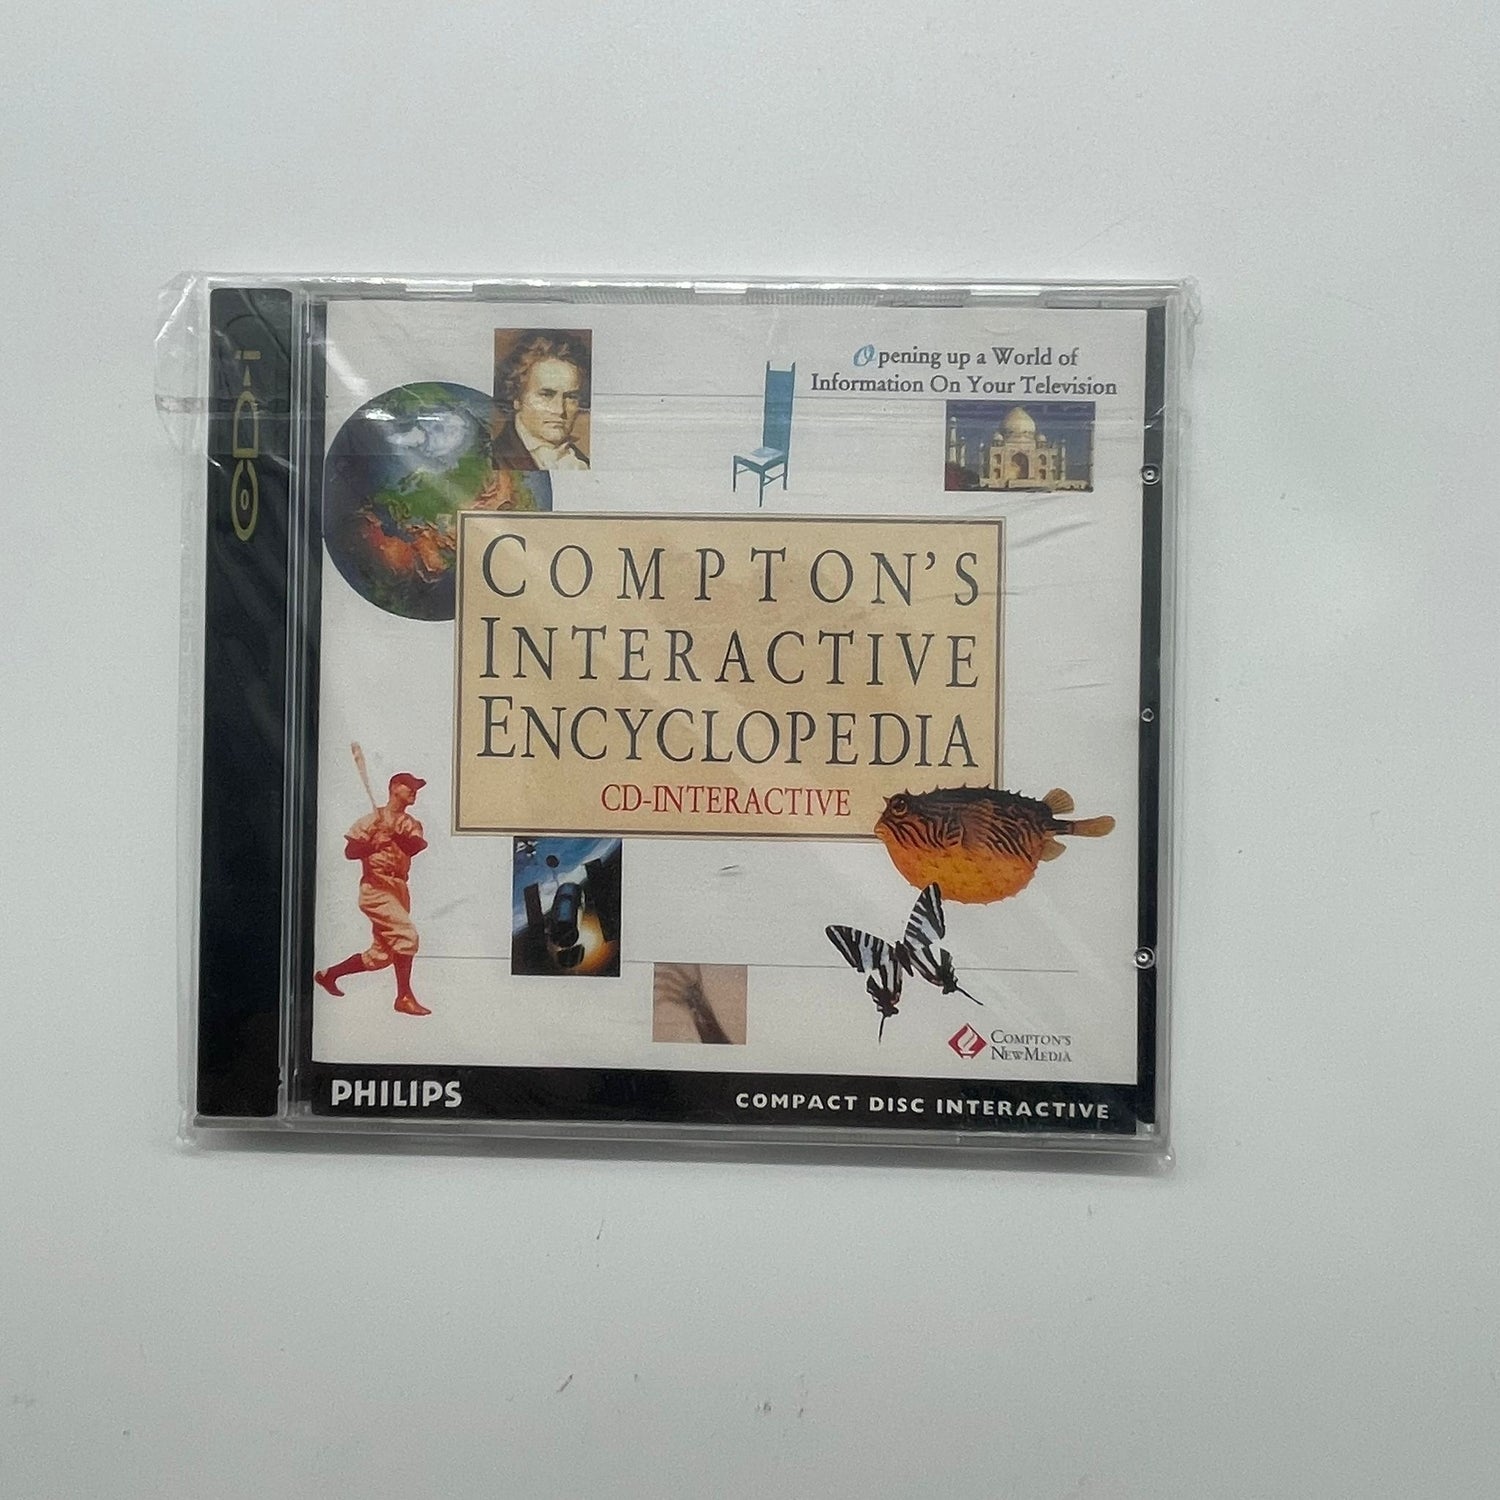 CD-I
Opening up a World of
Information On Your Television
COMPTON'S
INTERACTIVE
ENCYCLOPEDIA
CD-INTERACTIVE
COMPTON'S
NEWMEDIA
PHILIPS
COMPACT DISC INTERACTIVE